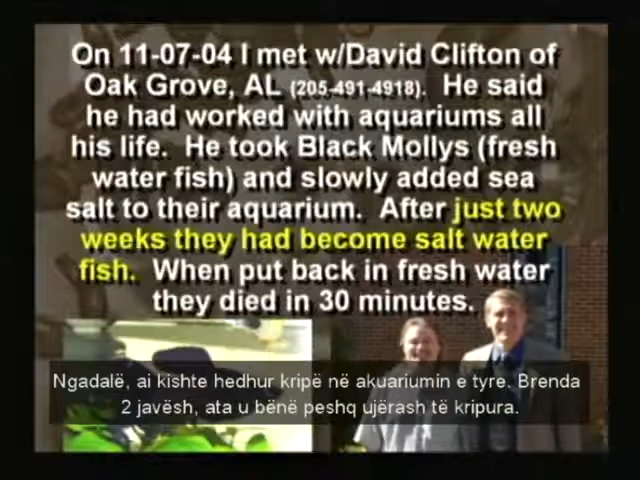 On 11-07-04 I met w/David Clifton of
Oak Grove, AL (205-491-4918). He said
he had worked with aquariums all
his life. He took Black Mollys (fresh
water fish) and slowly added sea
salt to their aquarium. After just two
weeks they had become salt water
fish. When put back in fresh water
they died in 30 minutes.
Ngadalë, ai kishte hedhur kripë në akuariumin e tyre. Brenda
2 javësh, ata u bënë peshq ujërash të kripura.